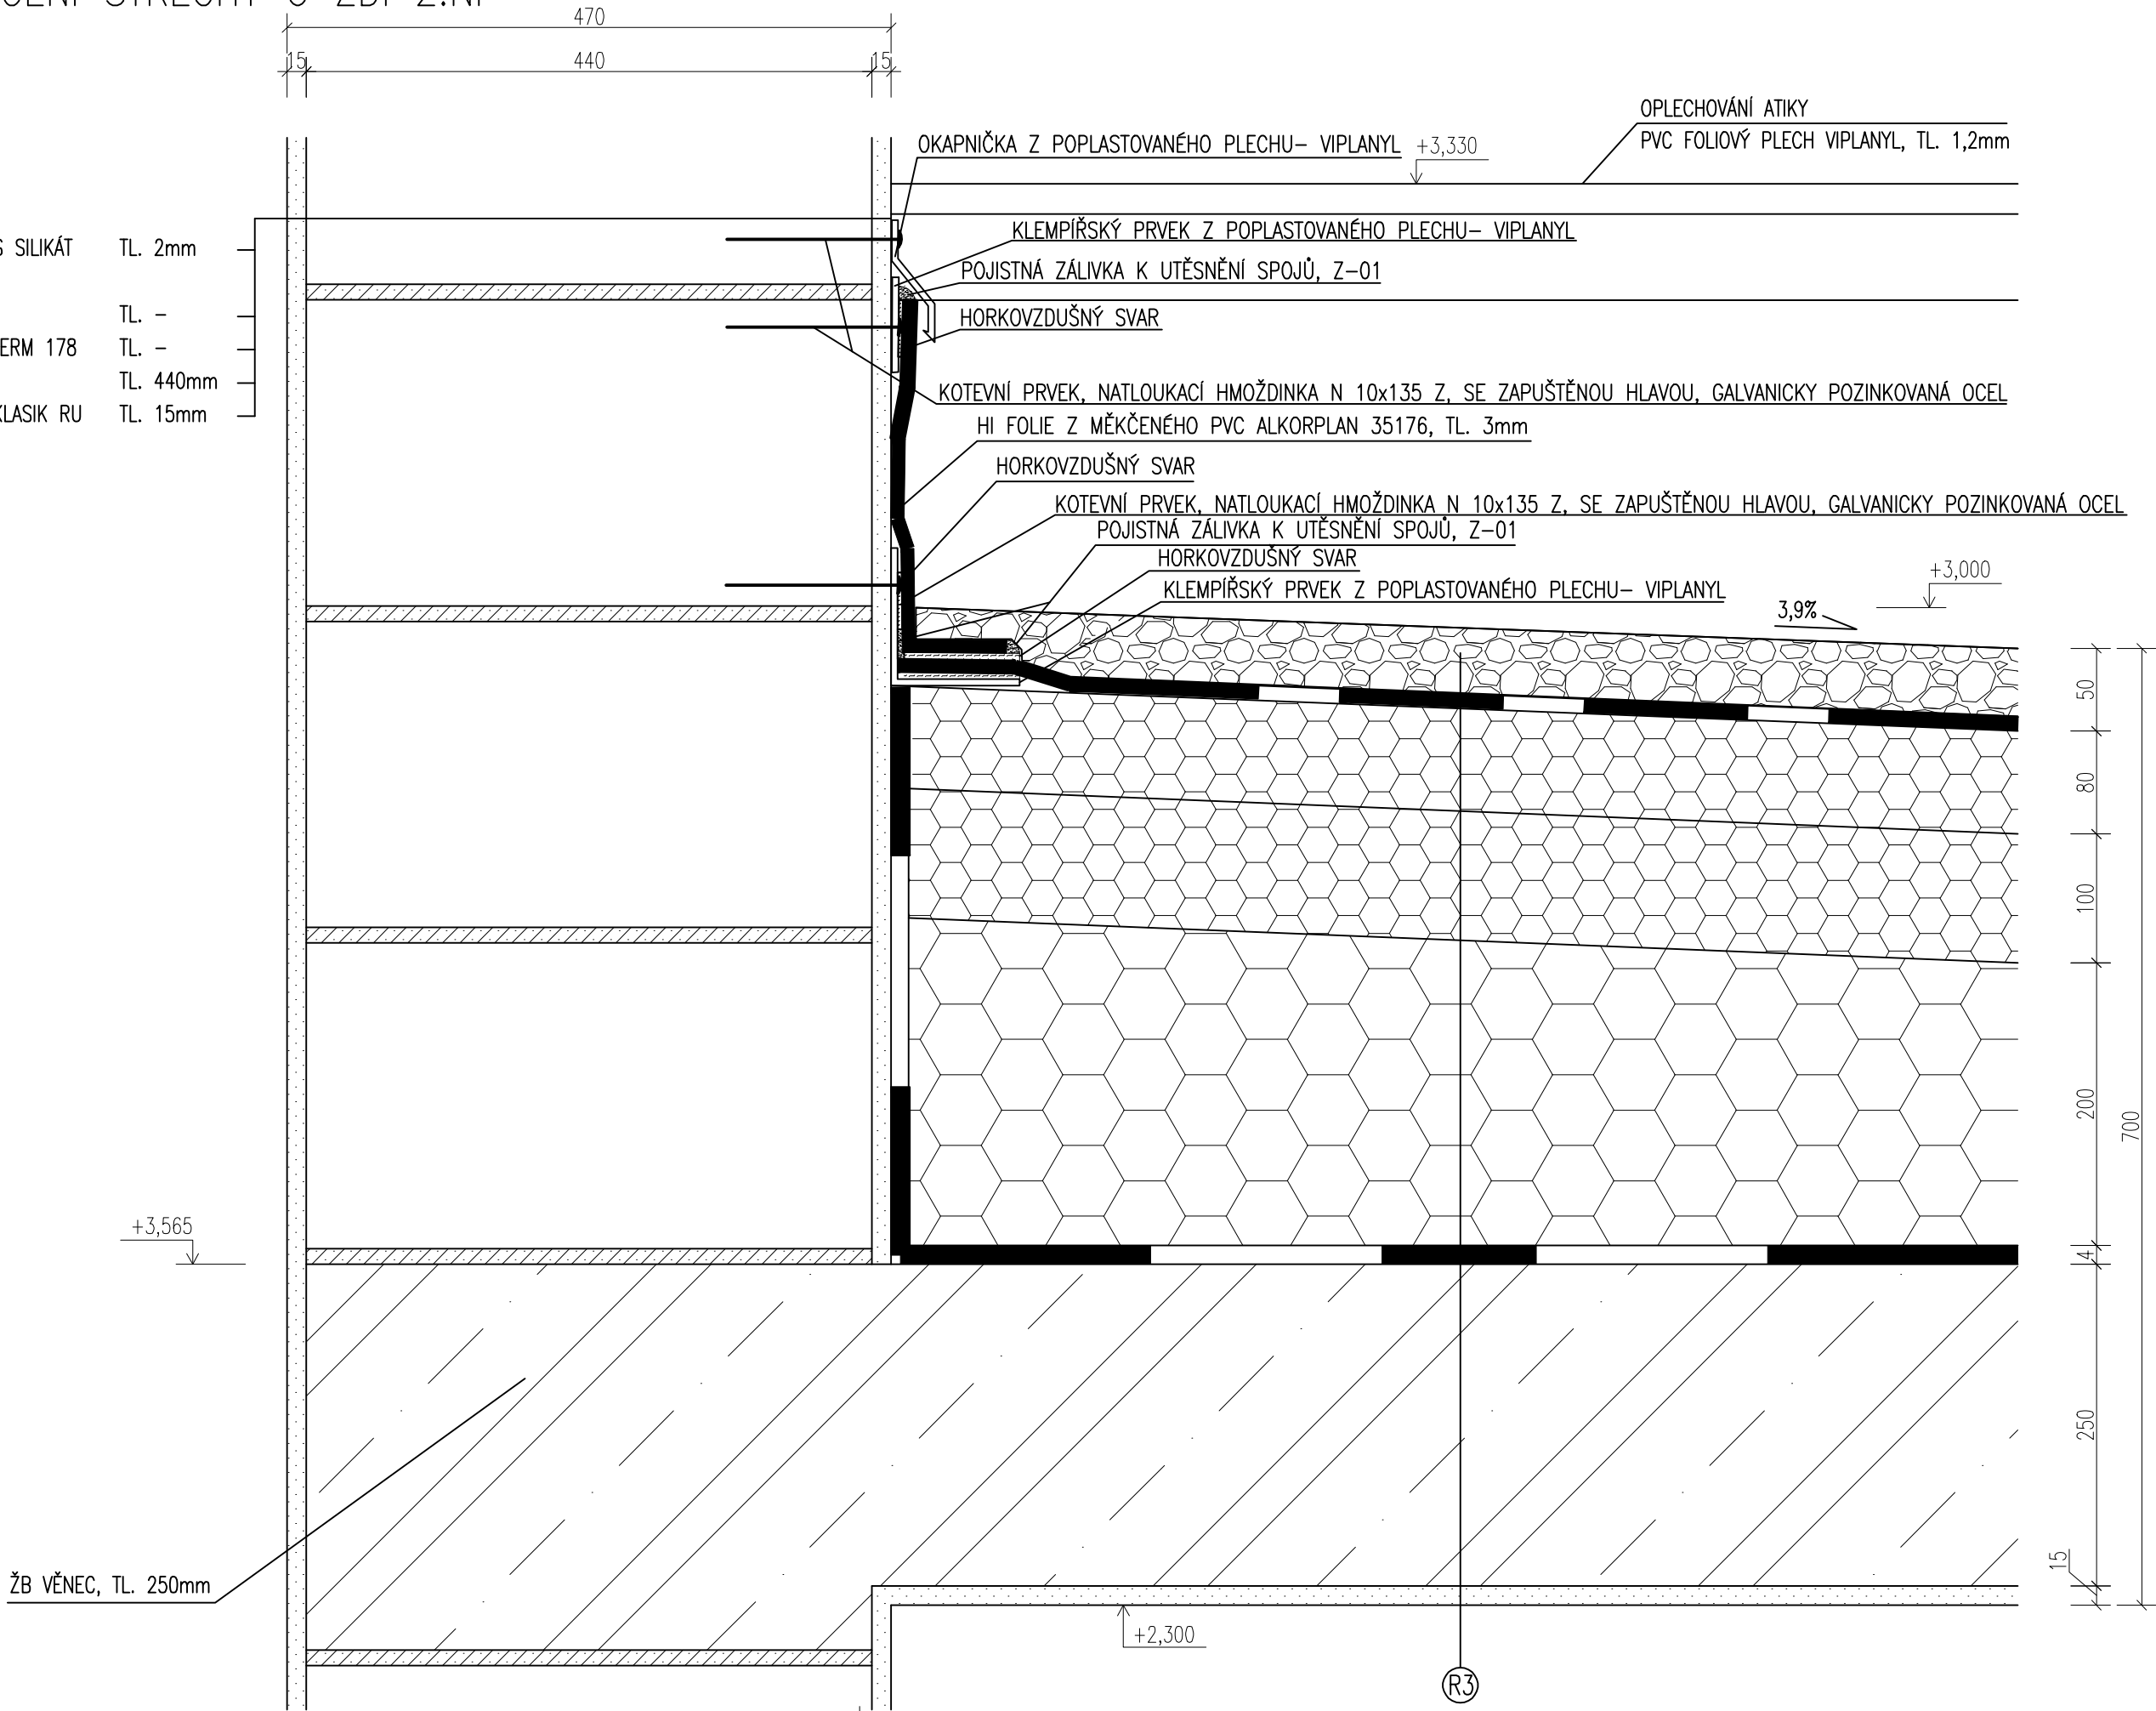 470
15
440
15
OPLECHOVÁNÍ ATIKY
PVC FOLIOVÝ PLECH VIPLANYL, TL. 1,2mm
OKAPNIČKA Z POPLASTOVANÉHO PLECHU– VIPLANYL
+3,330
KLEMPÍŘSKÝ PRVEK Z POPLASTOVANÉHO PLECHU– VIPLANYL
SILIKÁT TL. 2mm
POJISTNÁ ZÁLIVKA K UTĚSNĚNÍ SPOJŮ, Z–01
TL. –
HORKOVZDUŠNÝ SVAR
178 TL. –
TL. 440mm
KOTEVNÍ PRVEK, NATLOUKACÍ HMOŽDINKA N 10x135 Z, SE ZAPUŠTĚNOU HLAVOU, GALVANICKY POZINKOVANÁ OCEL
KLASIK RU TL. 15mm
HI FOLIE Z MĚKČENÉHO PVC ALKORPLAN 35176, TL. 3mm
HORKOVZDUŠNÝ SVAR
KOTEVNÍ PRVEK, NATLOUKACÍ HMOŽDINKA N 10x135 Z, SE ZAPUŠTĚNOU HLAVOU, GALVANICKY POZINKOVANÁ OCEL
POJISTNÁ ZÁLIVKA K UTĚSNĚNÍ SPOJŮ, Z–01
HORKOVZDUŠNÝ SVAR
KLEMPÍŘSKÝ PRVEK Z POPLASTOVANÉHO PLECHU– VIPLANYL
+3,000
3,9%
50
80
100
200
700
4
+3,565
250
15
ŽB VĚNEC, TL. 250mm
+2,300
R3